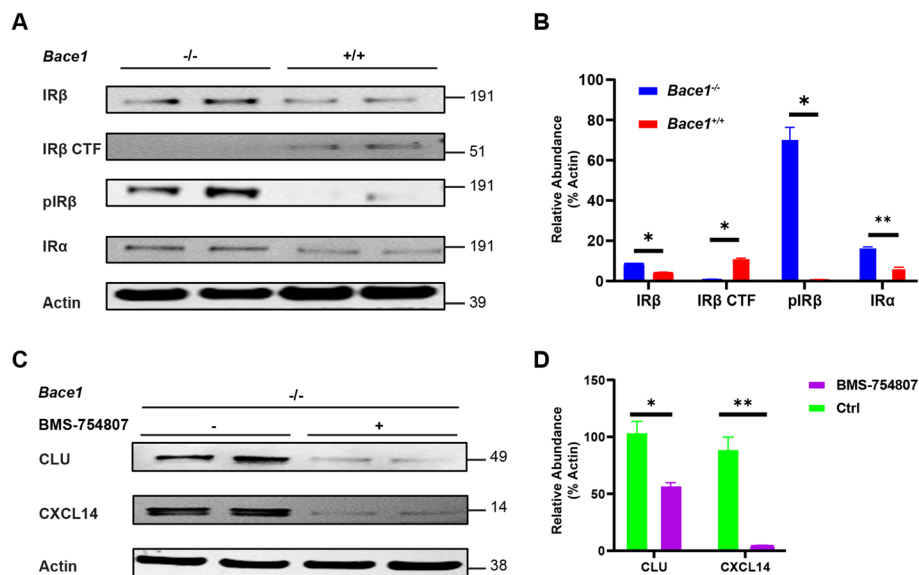 A
Bace1 -/- +/+
IRβ 191
IRβ CTF 51
pIRβ 191
IRα 191
Actin 39
B
Relative Abundance
(% Actin)
100
80
60
40
20
0
Bace1-/-
Bace1+/+
* * * **
IRβ IRβ CTF pIRβ IRα
C
Bace1 -/-
BMS-754807 - +
CLU 49
CXCL14 14
Actin 38
D
Relative Abundance
(% Actin)
150
100
50
0
BMS-754807
Ctrl
* **
CLU CXCL14